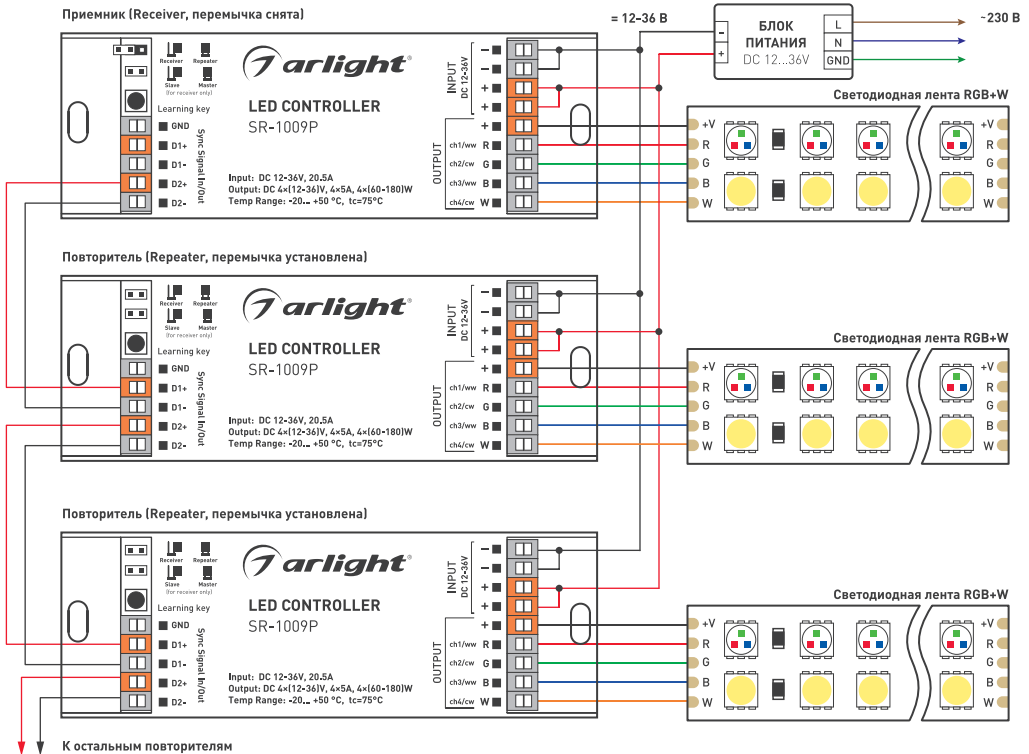 Приемник (Receiver, перемычка снята)
= 12-36 В
БЛОК
ПИТАНИЯ
DC 12...36V
-
+
L
N
GND
~230 В
Receiver
Repeater
Slave
Master
(for receiver only)
Learning key
GND
D1+
D1-
D2+
D2-
Sync Signal In/Out
arlight®
LED CONTROLLER
SR-1009P
Input: DC 12-36V, 20.5A
Output: DC 4×(12-36)V, 4×5A, 4×(60-180)W
Temp Range: -20... +50 °C, tc=75°C
INPUT
DC 12-36V
−
−
+
+
OUTPUT
+
ch1/ww R
ch2/cw G
ch3/ww B
ch4/cw W
Светодиодная лента RGB+W
+V
R
G
B
W
+V
R
G
B
W
Повторитель (Repeater, перемычка установлена)
Receiver
Repeater
Slave
Master
(for receiver only)
Learning key
GND
D1+
D1-
D2+
D2-
Sync Signal In/Out
arlight®
LED CONTROLLER
SR-1009P
Input: DC 12-36V, 20.5A
Output: DC 4×(12-36)V, 4×5A, 4×(60-180)W
Temp Range: -20... +50 °C, tc=75°C
INPUT
DC 12-36V
−
−
+
+
OUTPUT
+
ch1/ww R
ch2/cw G
ch3/ww B
ch4/cw W
Светодиодная лента RGB+W
+V
R
G
B
W
+V
R
G
B
W
Повторитель (Repeater, перемычка установлена)
Receiver
Repeater
Slave
Master
(for receiver only)
Learning key
GND
D1+
D1-
D2+
D2-
Sync Signal In/Out
arlight®
LED CONTROLLER
SR-1009P
Input: DC 12-36V, 20.5A
Output: DC 4×(12-36)V, 4×5A, 4×(60-180)W
Temp Range: -20... +50 °C, tc=75°C
INPUT
DC 12-36V
−
−
+
+
OUTPUT
+
ch1/ww R
ch2/cw G
ch3/ww B
ch4/cw W
Светодиодная лента RGB+W
+V
R
G
B
W
+V
R
G
B
W
К остальным повторителям